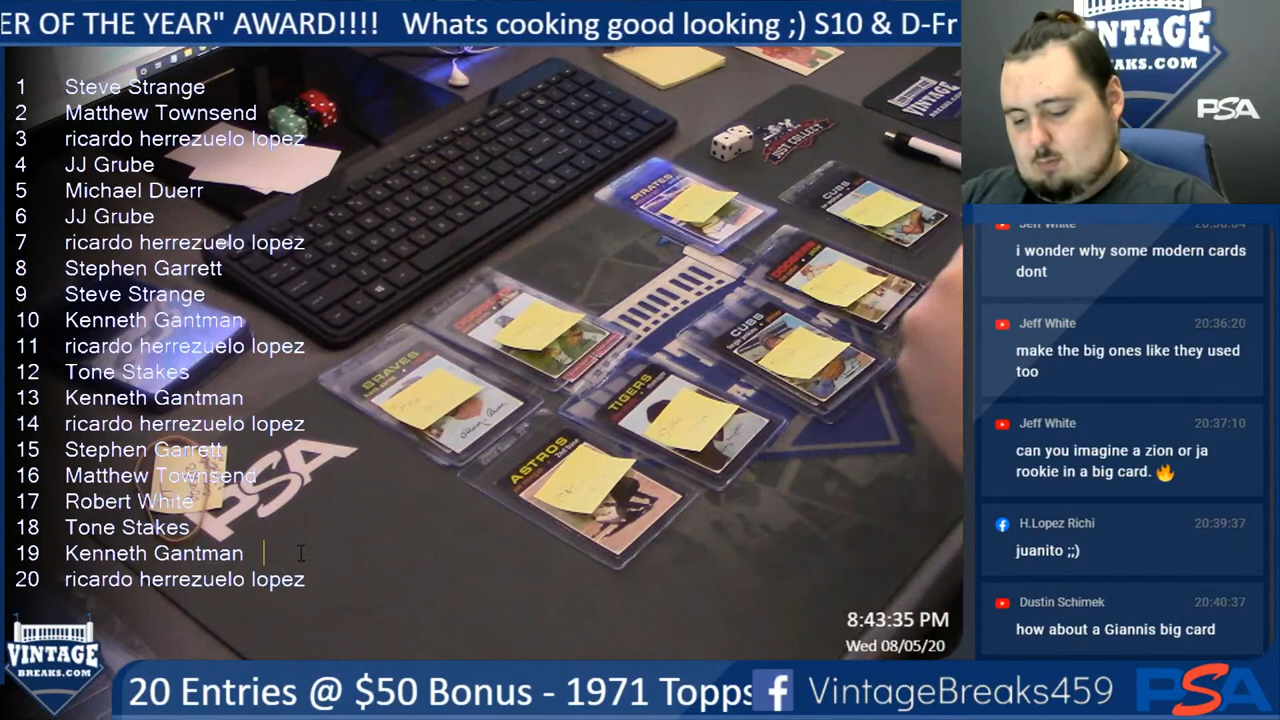 ER OF THE YEAR" AWARD!!!! Whats cooking good looking ;) S10 & D-Fr
1 Steve Strange
2 Matthew Townsend
3 ricardo herrezuelo lopez
4 JJ Grube
5 Michael Duerr
6 JJ Grube
7 ricardo herrezuelo lopez
8 Stephen Garrett
9 Steve Strange
10 Kenneth Gantman
11 ricardo herrezuelo lopez
12 Tone Stakes
13 Kenneth Gantman
14 ricardo herrezuelo lopez
15 Stephen Garrett
16 Matthew Townsend
17 Robert White
18 Tone Stakes
19 Kenneth Gantman
20 ricardo herrezuelo lopez
JUST COLLECT
PIRATES
CUBS
DODGERS
CUBS
DODGERS
BRAVES
TIGERS
ASTROS
PSA
8:43:35 PM
Wed 08/05/20
VINTAGE
BREAKS.COM
PSA
Jeff White
i wonder why some modern cards
dont
Jeff White 20:36:20
make the big ones like they used
too
Jeff White 20:37:10
can you imagine a zion or ja
rookie in a big card. 🔥
H.Lopez Richi 20:39:37
juanito ;;)
Dustin Schimek 20:40:37
how about a Giannis big card
VINTAGE
BREAKS.COM
20 Entries @ $50 Bonus - 1971 Topps
VintageBreaks459
PSA